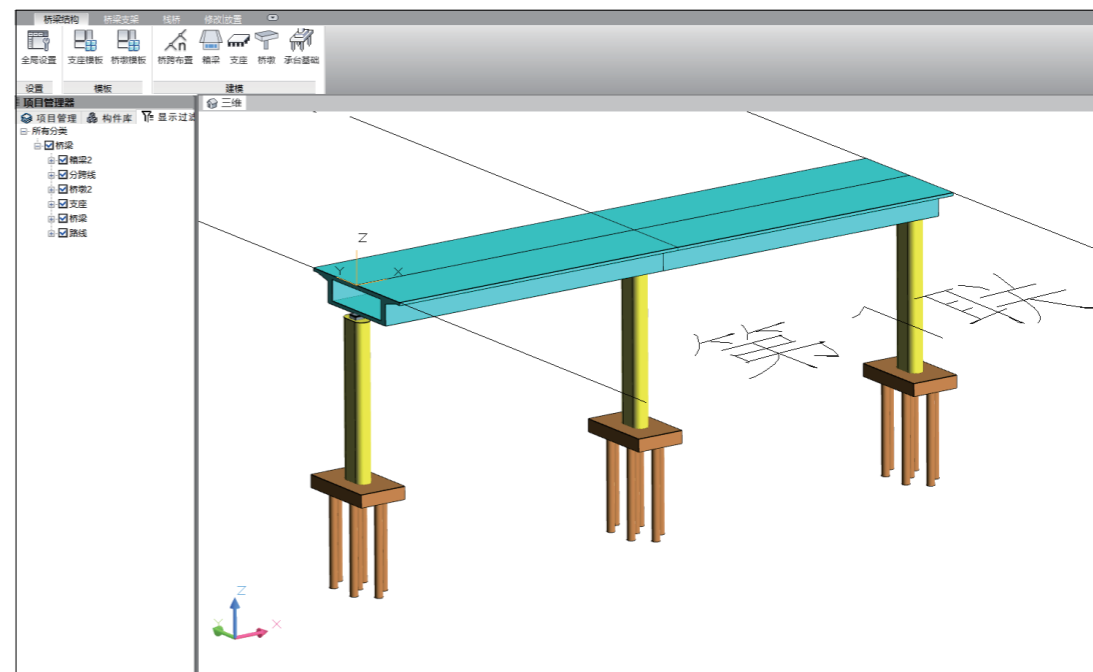 桥梁结构 桥梁支架 栈桥 修改|放置
全局设置 支座模板 桥墩模板 桥跨布置 箱梁 支座 桥墩 承台基础
设置 模板 建模
项目管理器
三维
项目管理 构件库 显示过滤
所有分类
桥梁
箱梁2
分跨线
桥墩2
支座
桥梁
路线
Z
Y X
第1联
Z
Y X